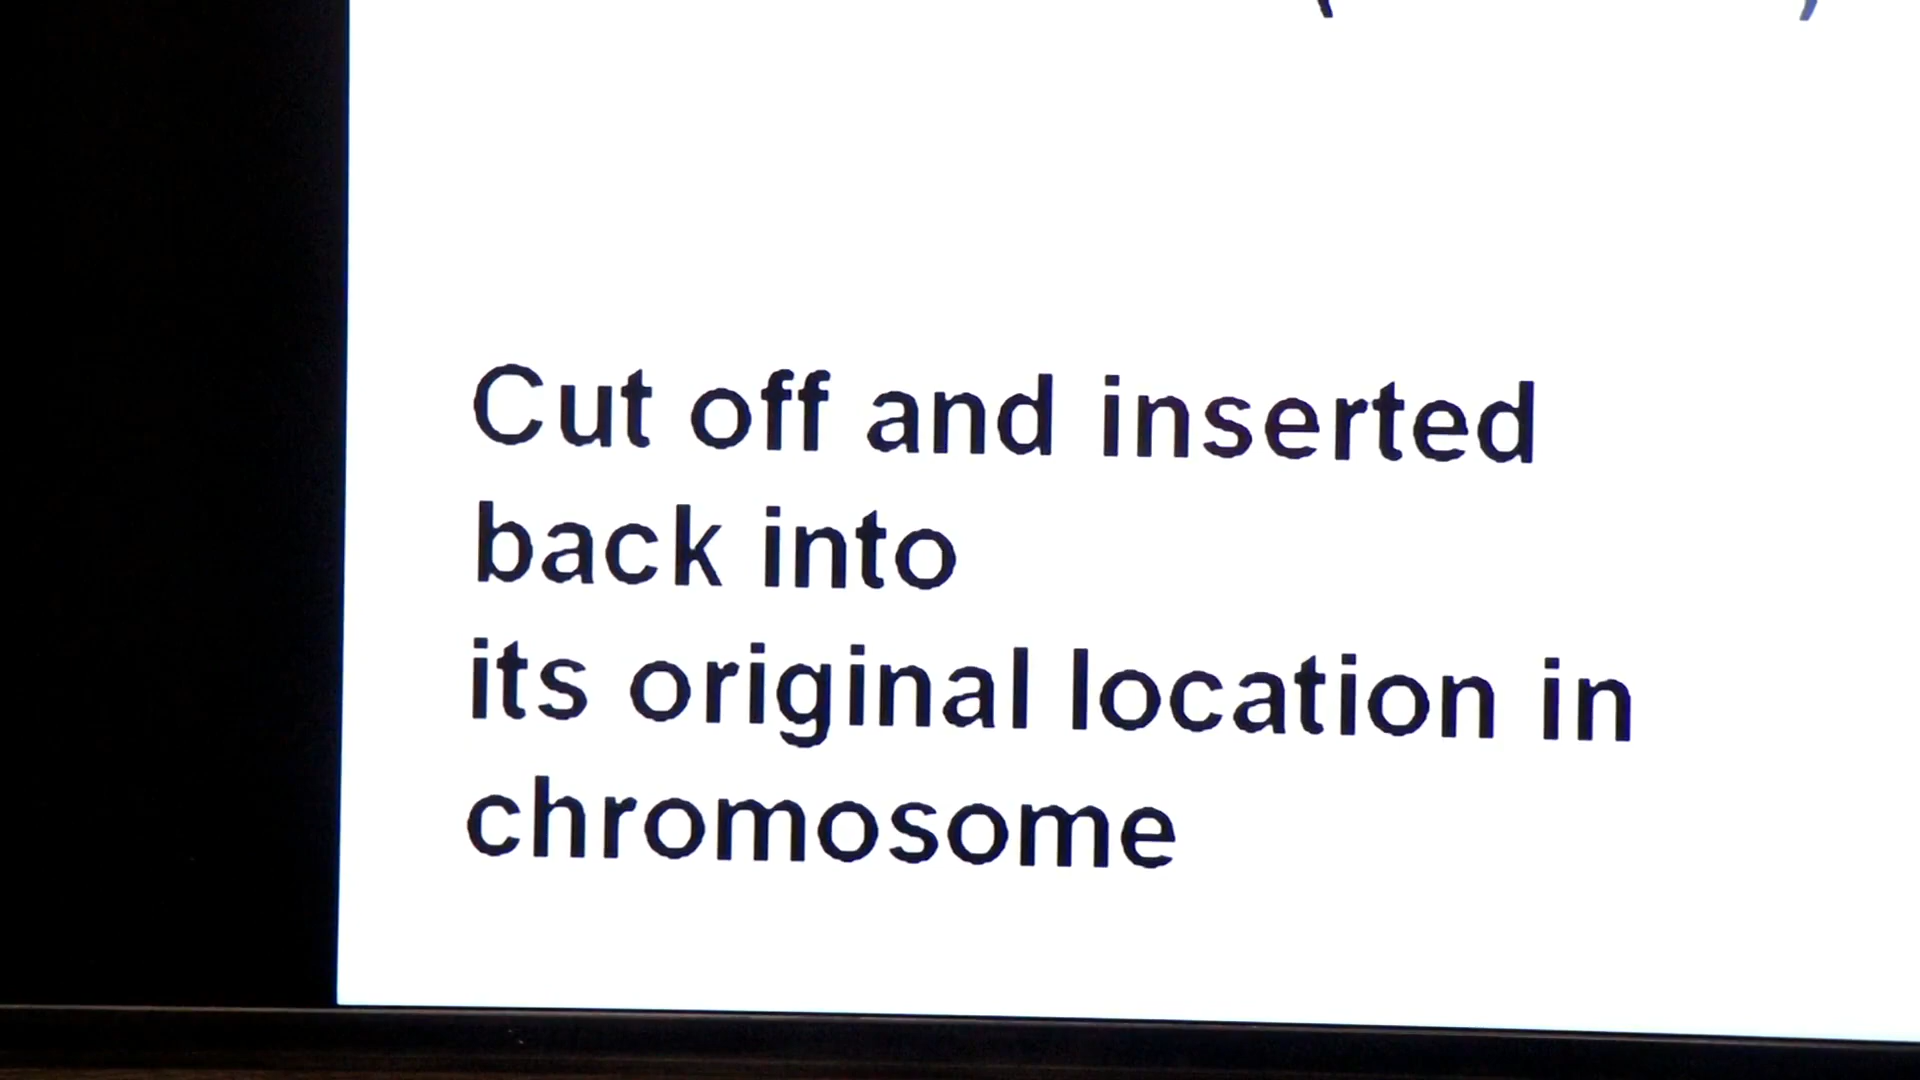 Cut off and inserted
back into
its original location in
chromosome